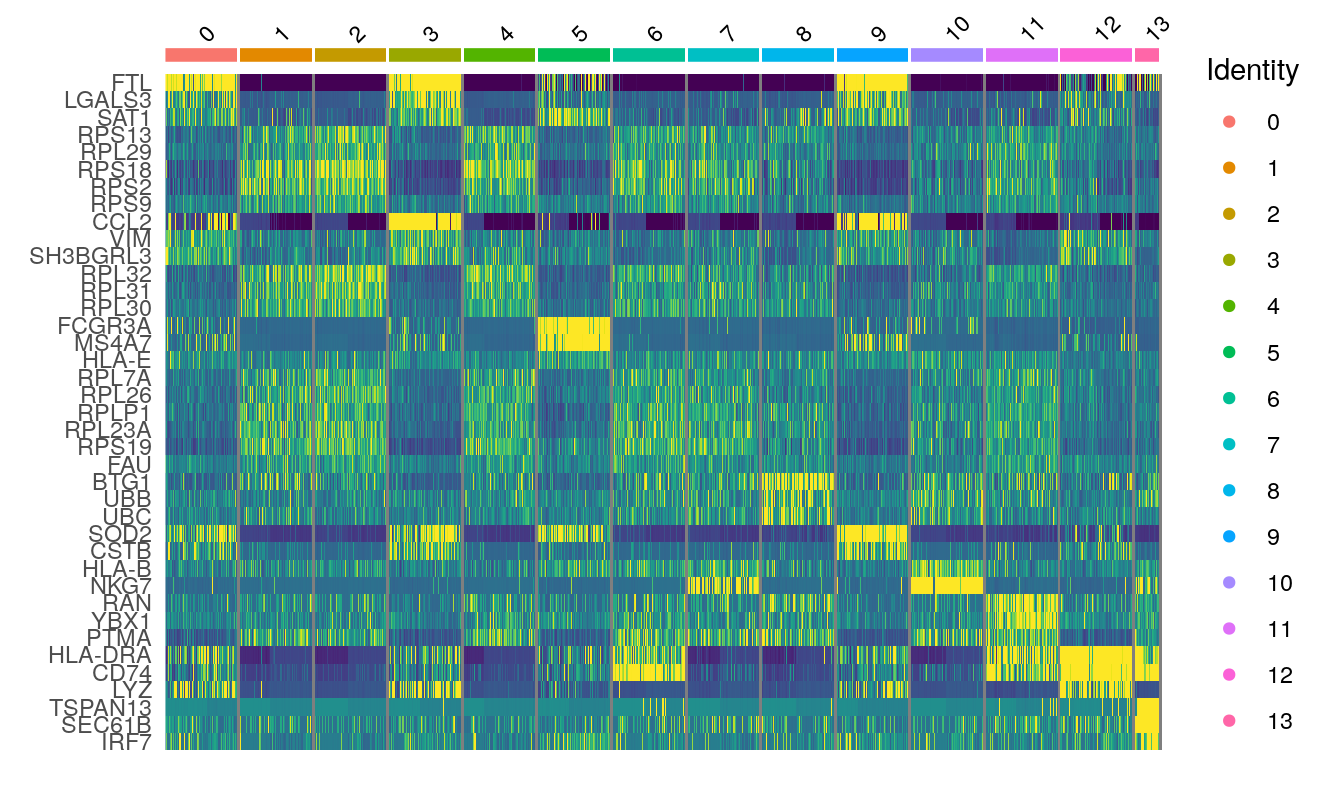 0 1 2 3 4 5 6 7 8 9 10 11 12 13
FTL
LGALS3
SAT1
RPS13
RPL29
RPS18
RPS2
RPS9
CCL2
VIM
SH3BGRL3
RPL32
RPL31
RPL30
FCGR3A
MS4A7
HLA-E
RPL7A
RPL26
RPLP1
RPL23A
RPS19
FAU
BTG1
UBB
UBC
SOD2
CSTB
HLA-B
NKG7
RAN
YBX1
PTMA
HLA-DRA
CD74
LYZ
TSPAN13
SEC61B
IRF7
Identity
0
1
2
3
4
5
6
7
8
9
10
11
12
13